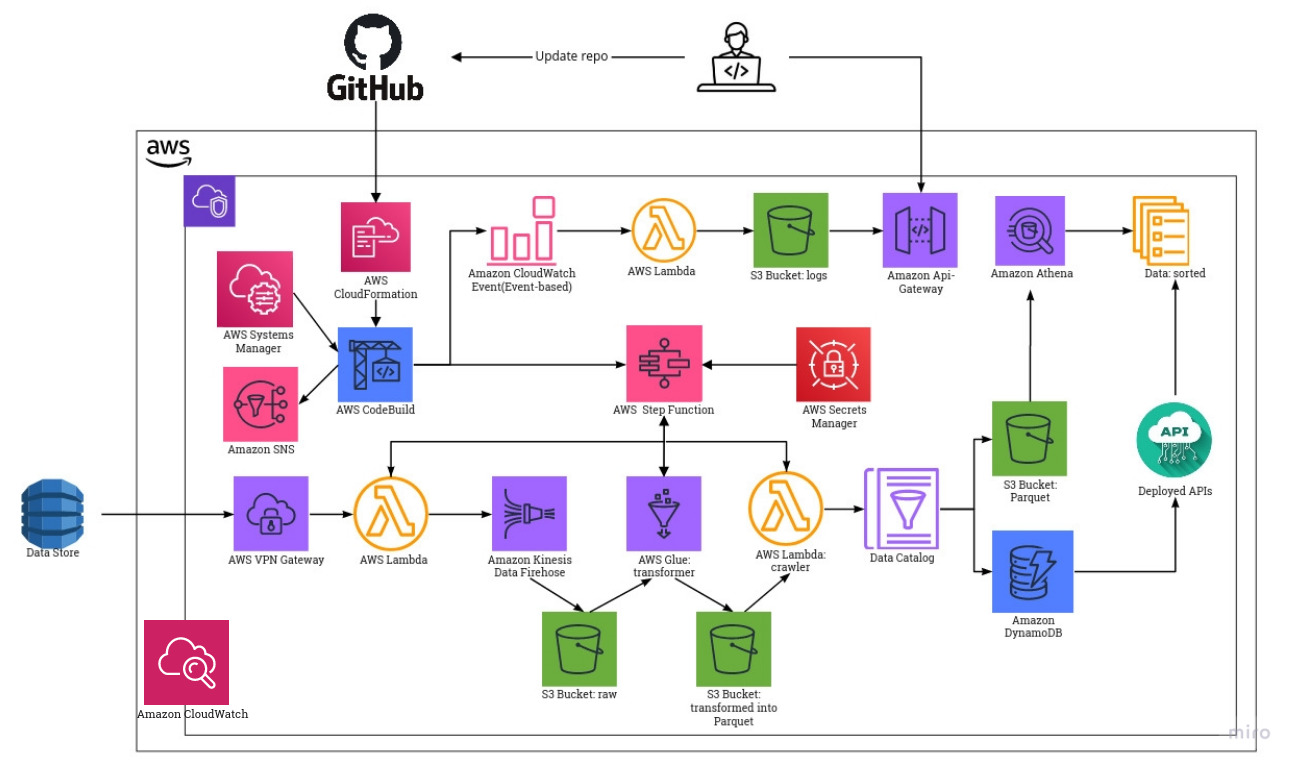 Update repo
</>
GitHub
aws
</>
AWS
CloudFormation
Amazon CloudWatch
Event(Event-based)
AWS Lambda
S3 Bucket: logs
Amazon Api-
Gateway
Amazon Athena
Data: sorted
AWS Systems
Manager
</>
AWS CodeBuild
AWS Step Function
AWS Secrets
Manager
Amazon SNS
API
S3 Bucket:
Parquet
Deployed APIs
Data Store
AWS VPN Gateway
AWS Lambda
Amazon Kinesis
Data Firehose
AWS Glue:
transformer
AWS Lambda:
crawler
Data Catalog
Amazon
DynamoDB
S3 Bucket: raw
S3 Bucket:
transformed into
Parquet
Amazon CloudWatch
miro